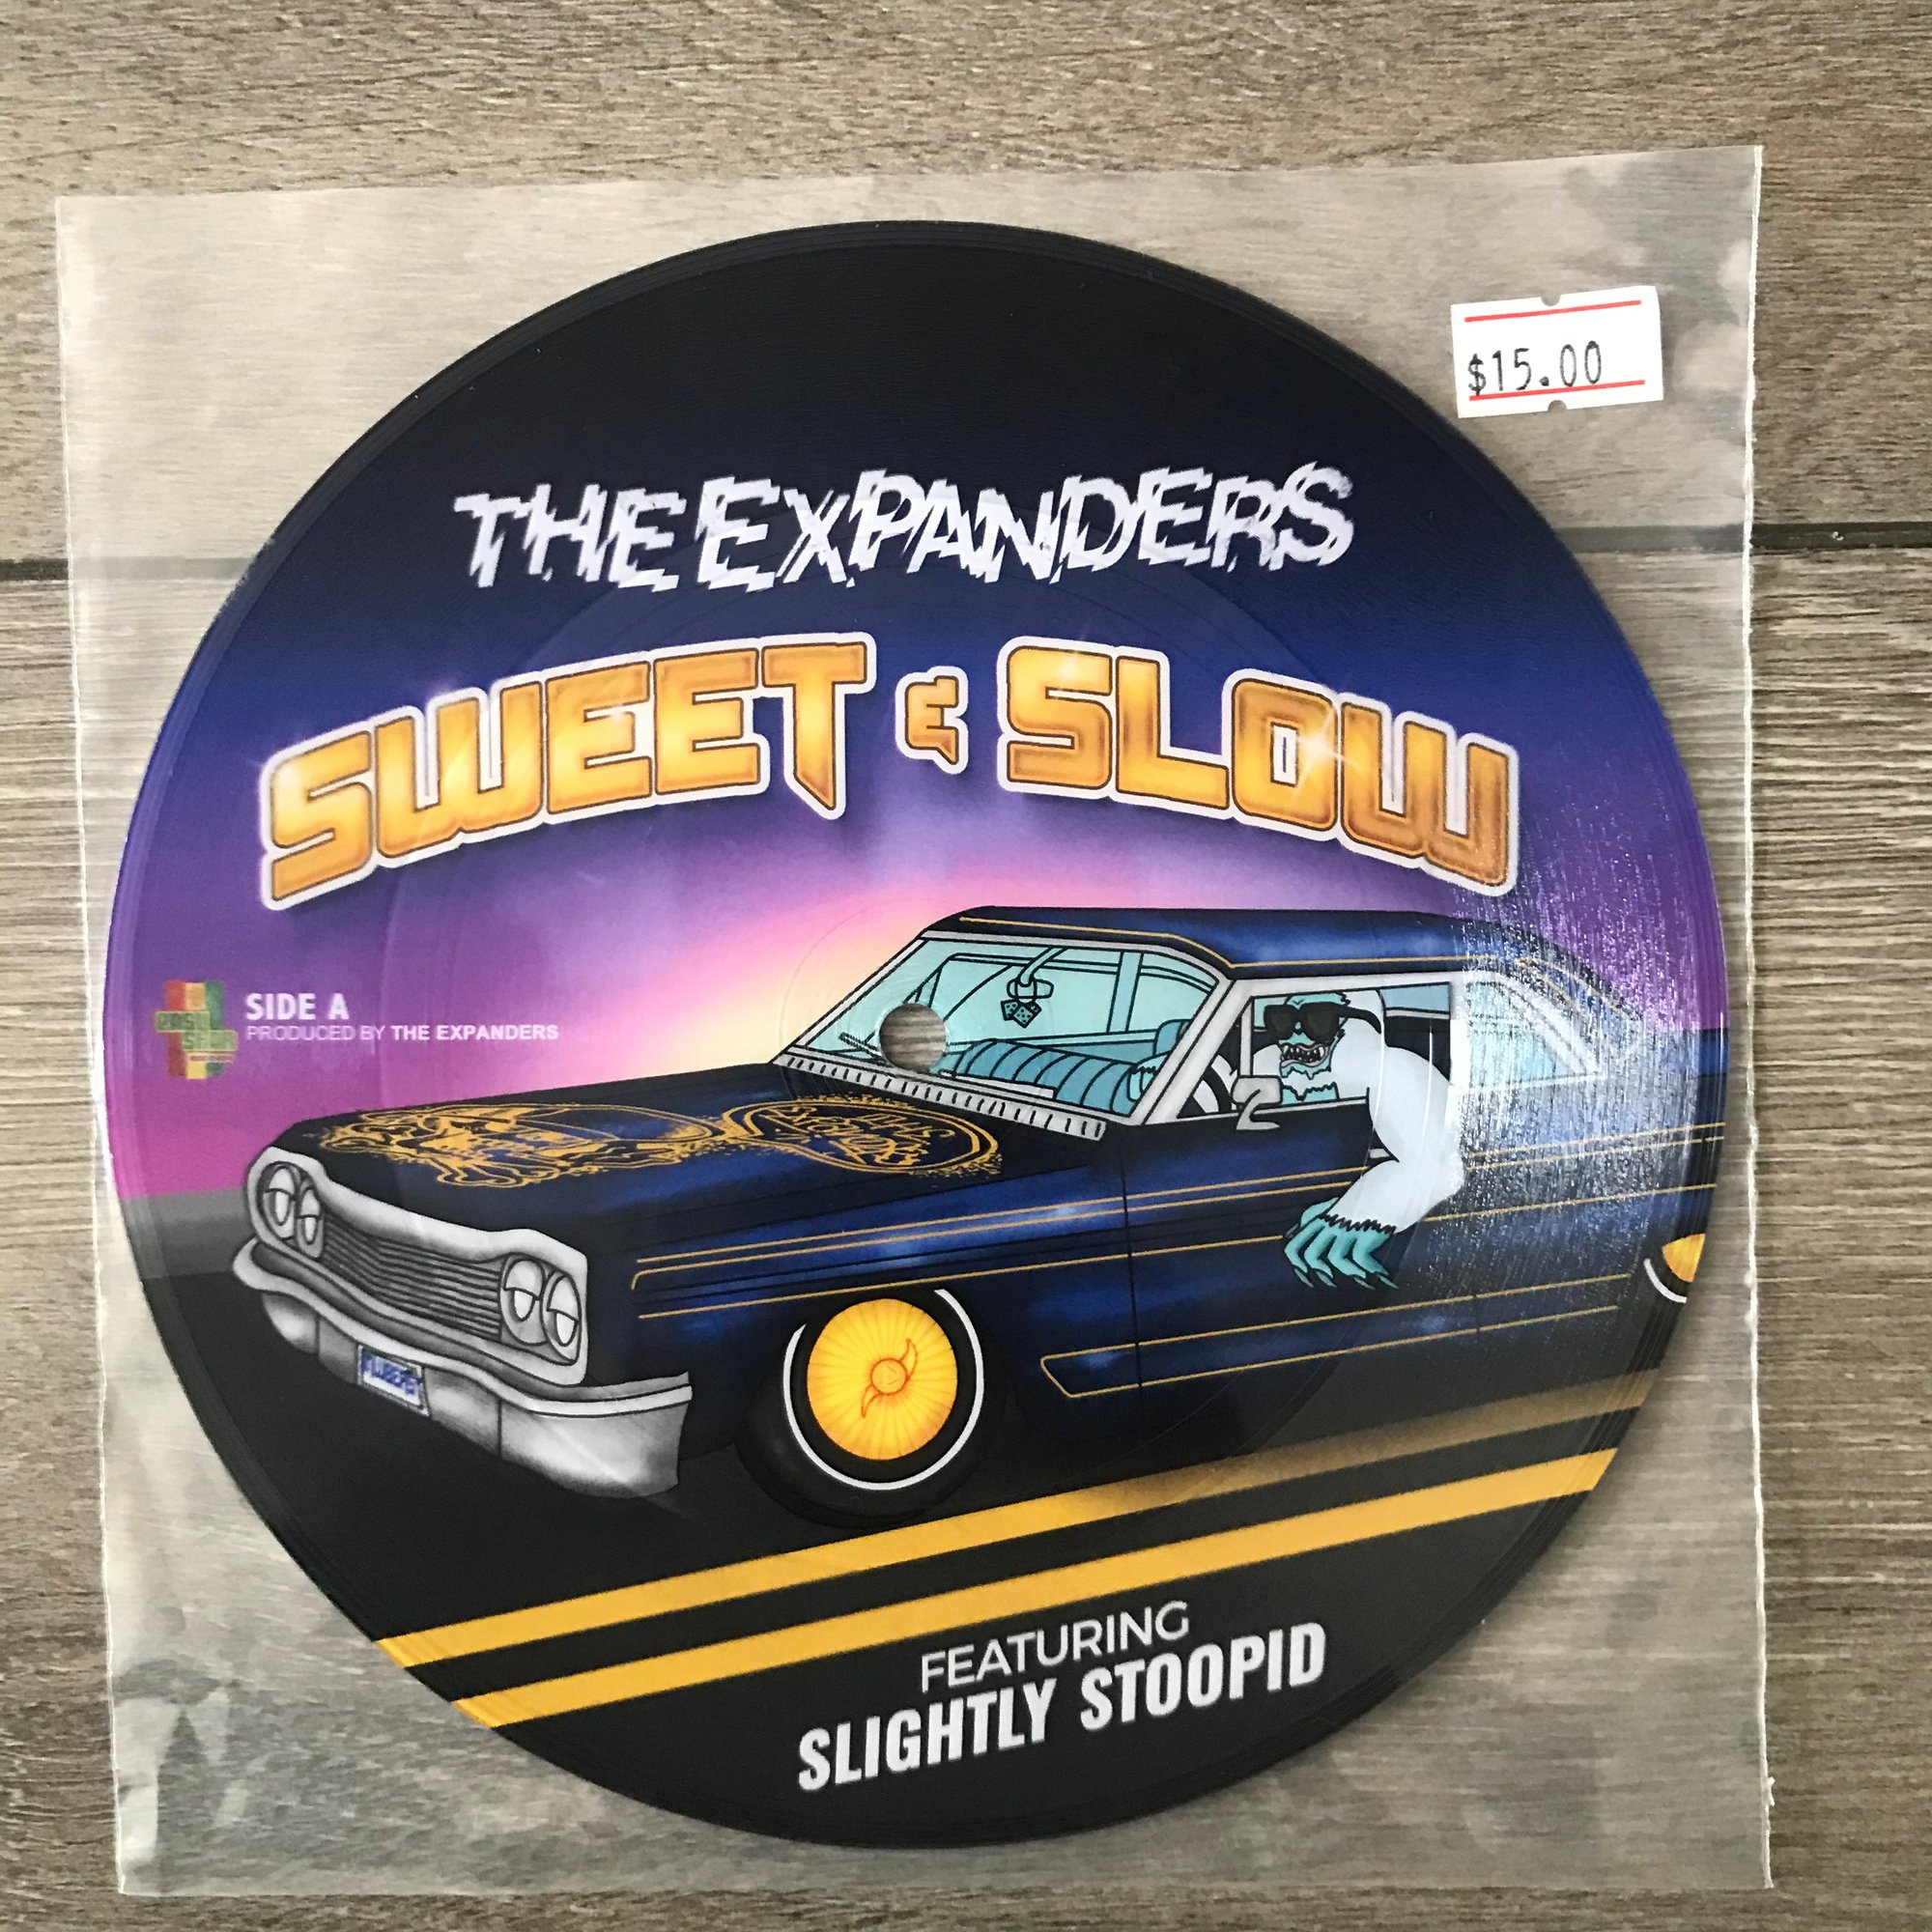 $15.00
THE EXPANDERS
SWEET & SLOW
SIDE A
PRODUCED BY THE EXPANDERS
FEATURING
SLIGHTLY STOOPID